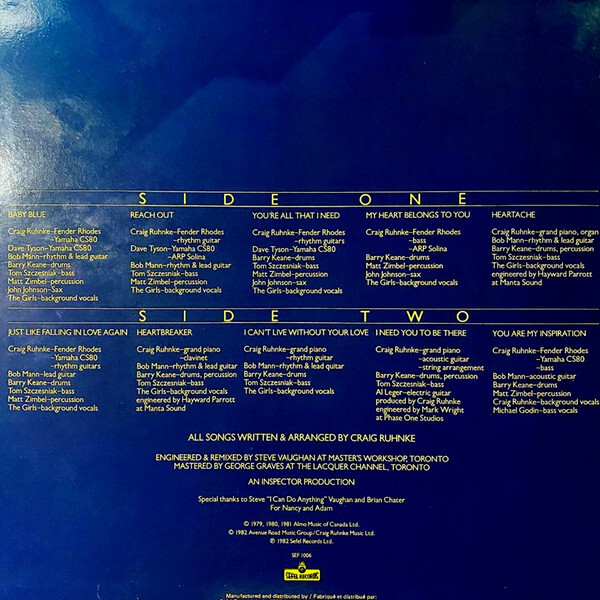 SIDE ONE
BABY BLUE
Craig Ruhnke–Fender Rhodes
–Yamaha CS80
Dave Tyson–Yamaha CS80
Bob Mann–rhythm & lead guitar
Barry Keane–drums
Tom Szczesniak–bass
Matt Zimbel–percussion
John Johnson–Sax
The Girls–background vocals
REACH OUT
Craig Ruhnke–Fender Rhodes
–rhythm guitar
Dave Tyson–Yamaha CS80
–ARP Solina
Bob Mann–rhythm & lead guitar
Tom Szczesniak–bass
Matt Zimbel–percussion
The Girls–background vocals
YOU'RE ALL THAT I NEED
Craig Ruhnke–Fender Rhodes
–rhythm guitars
Dave Tyson–Yamaha CS80
Barry Keane–drums
Tom Szczesniak–bass
Matt Zimbel–percussion
John Johnson–sax
The Girls–background vocals
MY HEART BELONGS TO YOU
Craig Ruhnke–Fender Rhodes
–bass
–ARP Solina
Barry Keane–drums
Matt Zimbel–percussion
John Johnson–sax
The Girls–background vocals
HEARTACHE
Craig Ruhnke–grand piano, organ
Bob Mann–rhythm & lead guitar
Barry Keane–drums, percussion
Tom Szczesniak–bass
The Girls–background vocals
engineered by Hayward Parrott
at Manta Sound
SIDE TWO
JUST LIKE FALLING IN LOVE AGAIN
Craig Ruhnke–Fender Rhodes
–Yamaha CS80
–rhythm guitars
Bob Mann–lead guitar
Barry Keane–drums
Tom Szczesniak–bass
Matt Zimbel–percussion
The Girls–background vocals
HEARTBREAKER
Craig Ruhnke–grand piano
–clavinet
Bob Mann–rhythm & lead guitar
Barry Keane–drums, percussion
Tom Szczesniak–bass
The Girls–background vocals
engineered by Hayward Parrott
at Manta Sound
I CAN'T LIVE WITHOUT YOUR LOVE
Craig Ruhnke–grand piano
–rhythm guitar
Bob Mann–rhythm & lead guitar
Barry Keane–drums, percussion
Tom Szczesniak–bass
The Girls–background vocals
I NEED YOU TO BE THERE
Craig Ruhnke–grand piano
–acoustic guitar
–string arrangement
Barry Keane–drums, percussion
Tom Szczesniak–bass
Al Leger–electric guitar
produced by Craig Ruhnke
engineered by Mark Wright
at Phase One Studios
YOU ARE MY INSPIRATION
Craig Ruhnke–Fender Rhodes
–Yamaha CS80
–bass
Bob Mann–acoustic guitar
Barry Keane–drums
Matt Zimbel–percussion
Craig Ruhnke–background vocals
Michael Godin–bass vocals
ALL SONGS WRITTEN & ARRANGED BY CRAIG RUHNKE
ENGINEERED & REMIXED BY STEVE VAUGHAN AT MASTER'S WORKSHOP, TORONTO
MASTERED BY GEORGE GRAVES AT THE LACQUER CHANNEL, TORONTO
AN INSPECTOR PRODUCTION
Special thanks to Steve "I Can Do Anything" Vaughan and Brian Chater
For Nancy and Adam
© 1979, 1980, 1981 Almo Music of Canada Ltd.
© 1982 Avenue Road Music Group/Craig Ruhnke Music Ltd.
℗ 1982 Sefel Records Ltd.
SEF 1006
SEFEL RECORDS
Manufactured and distributed by / Fabriqué et distribué par: